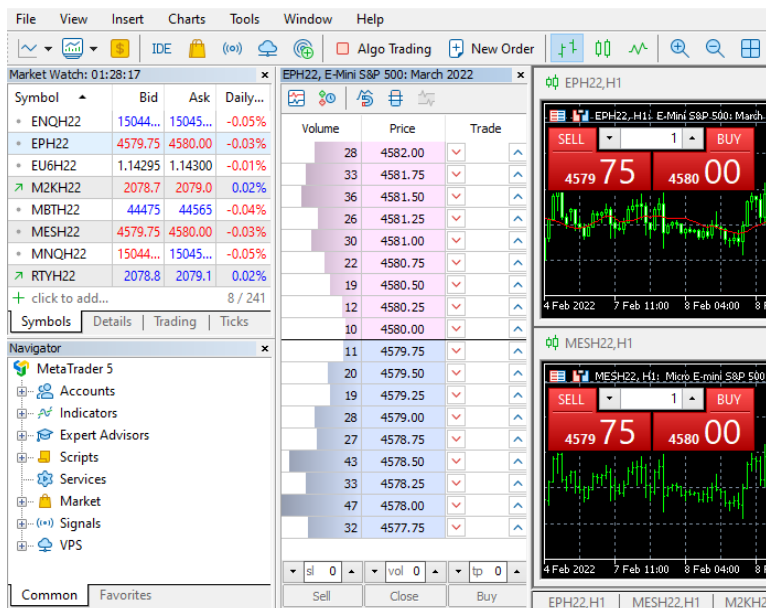 File View Insert Charts Tools Window Help
IDE Algo Trading New Order
Market Watch: 01:28:17
Symbol Bid Ask Daily...
ENQH22 15044... 15045... -0.05%
EPH22 4579.75 4580.00 -0.03%
EU6H22 1.14295 1.14300 -0.01%
M2KH22 2078.7 2079.0 0.02%
MBTH22 44475 44565 -0.04%
MESH22 4579.75 4580.00 -0.03%
MNQH22 15044... 15045... -0.05%
RTYH22 2078.8 2079.1 0.02%
click to add... 8 / 241
Symbols Details Trading Ticks
Navigator
MetaTrader 5
Accounts
Indicators
Expert Advisors
Scripts
Services
Market
Signals
VPS
Common Favorites
EPH22, E-Mini S&P 500: March 2022
Volume Price Trade
28 4582.00
33 4581.75
36 4581.50
26 4581.25
30 4581.00
22 4580.75
19 4580.50
12 4580.25
10 4580.00
11 4579.75
20 4579.50
19 4579.25
28 4579.00
27 4578.75
43 4578.50
33 4578.25
47 4578.00
32 4577.75
sl 0 vol 0 tp 0
Sell Close Buy
EPH22,H1
EPH22, H1: E-Mini S&P 500: March
SELL 1 BUY
4579 75 4580 00
4 Feb 2022 7 Feb 11:00 8 Feb 04:00 8
MESH22,H1
MESH22, H1: Micro E-mini S&P 500
SELL 1 BUY
4579 75 4580 00
4 Feb 2022 7 Feb 11:00 8 Feb 04:00 8
EPH22,H1 MESH22,H1 M2KH2